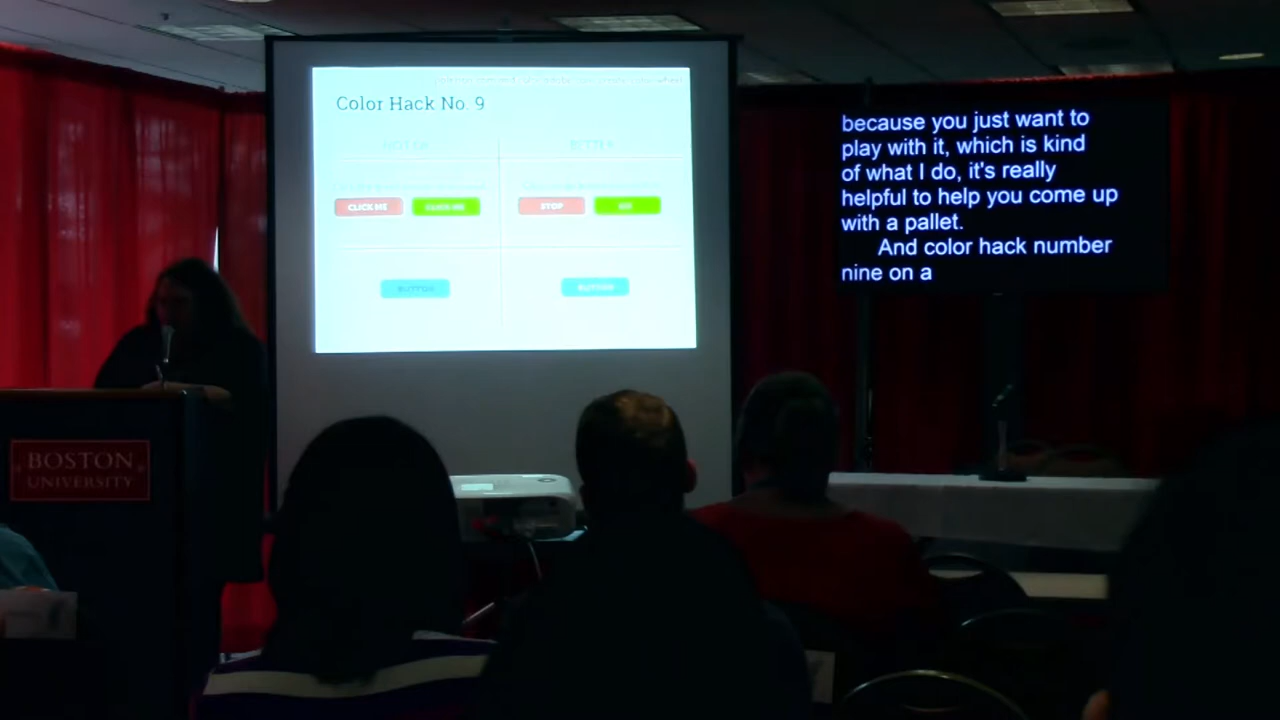 Color Hack No. 9
CLICK ME
CLICK ME
STOP
GO
BUTTON
BUTTON
because you just want to
play with it, which is kind
of what I do, it's really
helpful to help you come up
with a pallet.
And color hack number
nine on a
BOSTON
UNIVERSITY